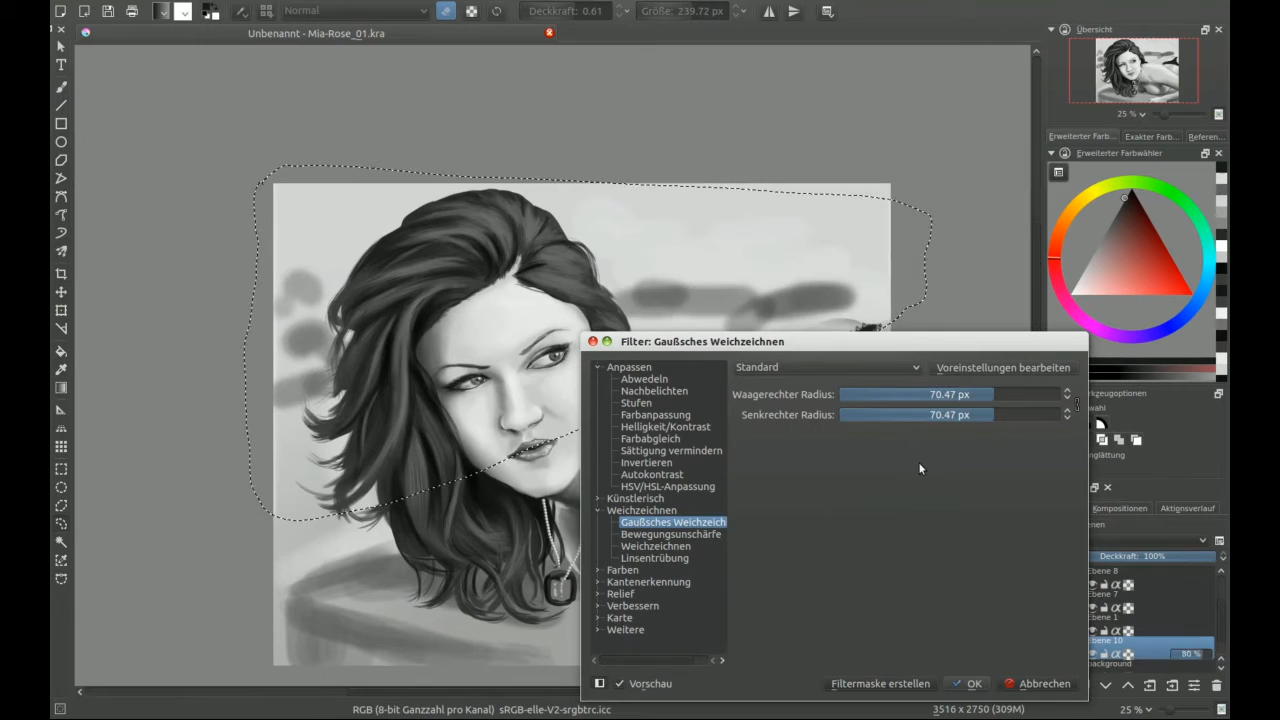 Normal
Deckkraft: 0.61
Größe: 239.72 px
Unbenannt - Mia-Rose_01.kra
Übersicht
25 %
Erweiterter Farb...
Exakter Farb...
Referen...
Erweiterter Farbwähler
Filter: Gaußsches Weichzeichnen
Anpassen
Abwedeln
Nachbelichten
Stufen
Farbanpassung
Helligkeit/Kontrast
Farbabgleich
Sättigung vermindern
Invertieren
Autokontrast
HSV/HSL-Anpassung
Künstlerisch
Weichzeichnen
Gaußsches Weichzeich
Bewegungsunschärfe
Weichzeichnen
Linsentrübung
Farben
Kantenerkennung
Relief
Verbessern
Karte
Weitere
Standard
Voreinstellungen bearbeiten
Waagerechter Radius:
70.47 px
Senkrechter Radius:
70.47 px
Vorschau
Filtermaske erstellen
OK
Abbrechen
rkzeugoptionen
wahl
nglättung
Kompositionen
Aktionsverlauf
nen
Deckkraft: 100%
Ebene 8
Ebene 7
Ebene 1
Ebene 10
80 %
background
RGB (8-bit Ganzzahl pro Kanal) sRGB-elle-V2-srgbtrc.icc
3516 x 2750 (309M)
25 %